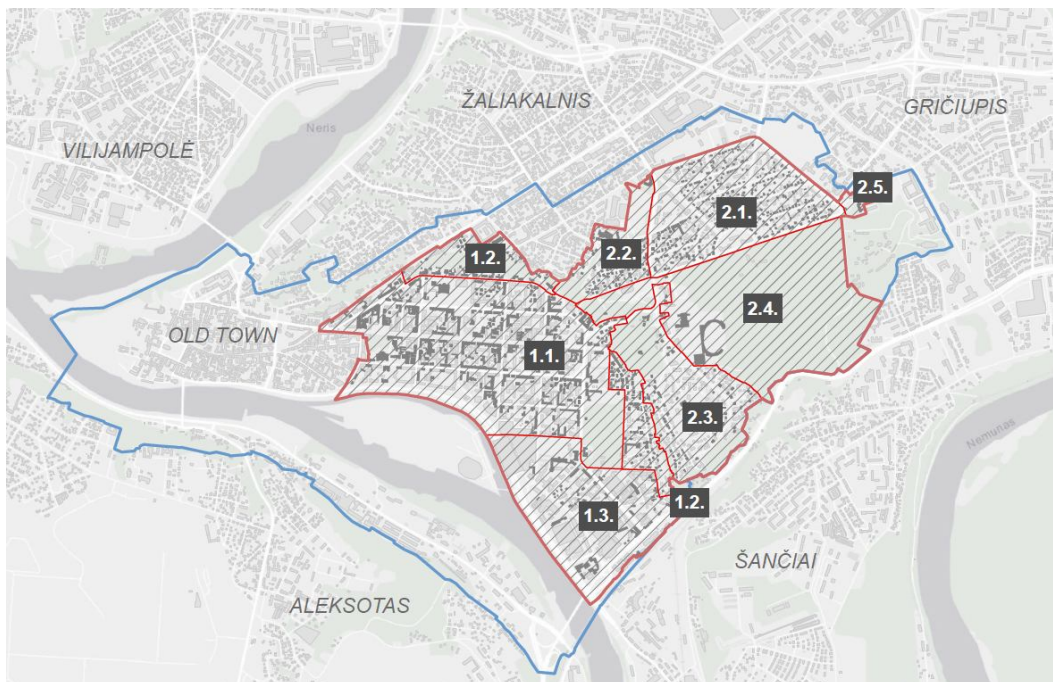 ŽALIAKALNIS
GRIČIUPIS
Neris
VILIJAMPOLĖ
2.5.
2.1.
2.2.
1.2.
2.4.
OLD TOWN
1.1.
2.3.
Nemunas
1.2.
1.3.
ŠANČIAI
ALEKSOTAS